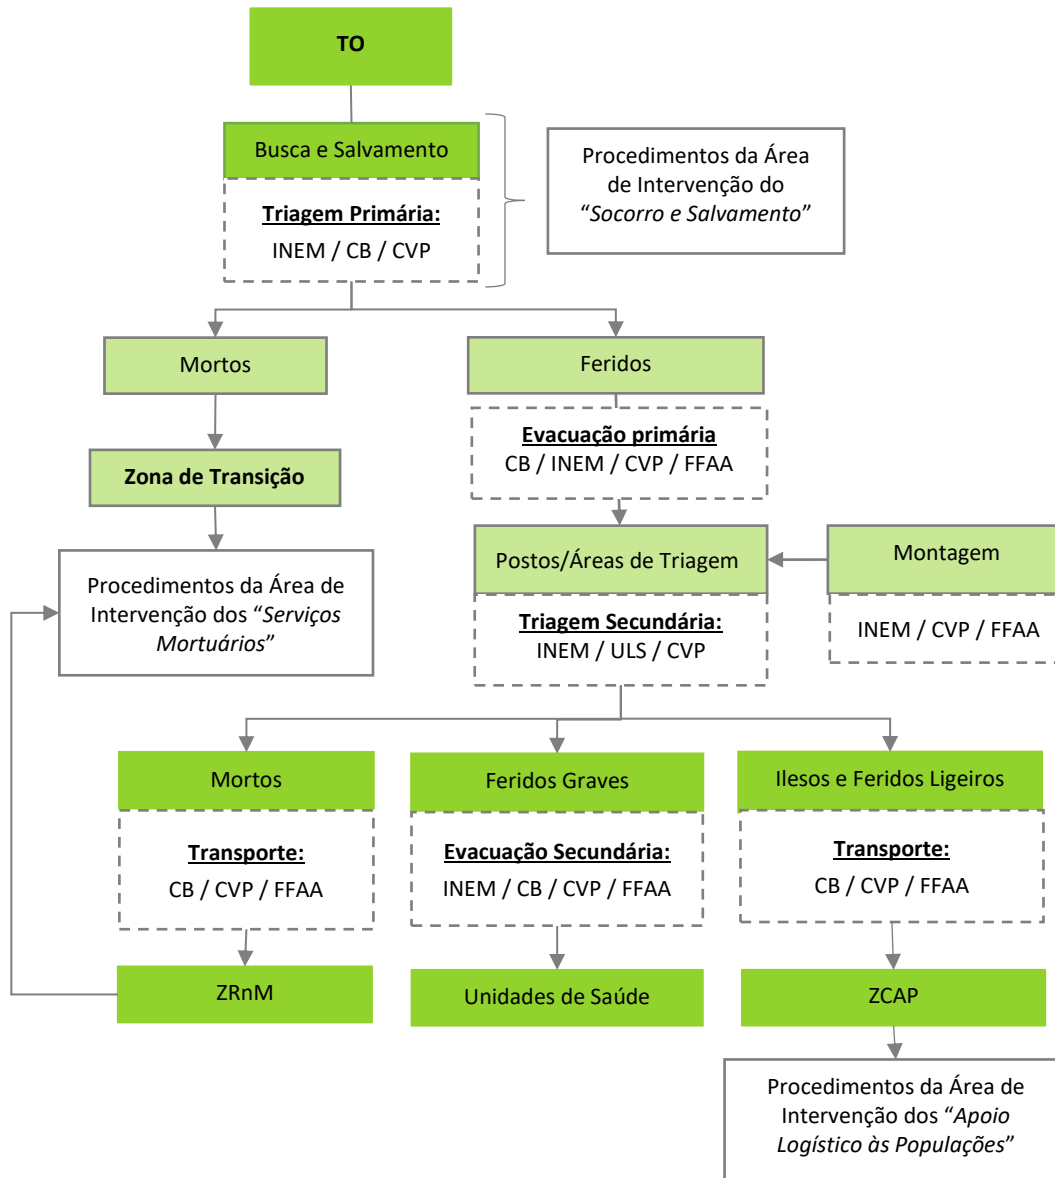 TO
Busca e Salvamento
Triagem Primária:
INEM / CB / CVP
Procedimentos da Área
de Intervenção do
“Socorro e Salvamento”
Mortos
Feridos
Evacuação primária
CB / INEM / CVP / FFAA
Zona de Transição
Postos/Áreas de Triagem
Montagem
Triagem Secundária:
INEM / ULS / CVP
INEM / CVP / FFAA
Procedimentos da Área de
Intervenção dos “Serviços
Mortuários”
Mortos
Feridos Graves
Ilesos e Feridos Ligeiros
Transporte:
CB / CVP / FFAA
Evacuação Secundária:
INEM / CB / CVP / FFAA
Transporte:
CB / CVP / FFAA
ZRnM
Unidades de Saúde
ZCAP
Procedimentos da Área de
Intervenção dos “Apoio
Logístico às Populações”